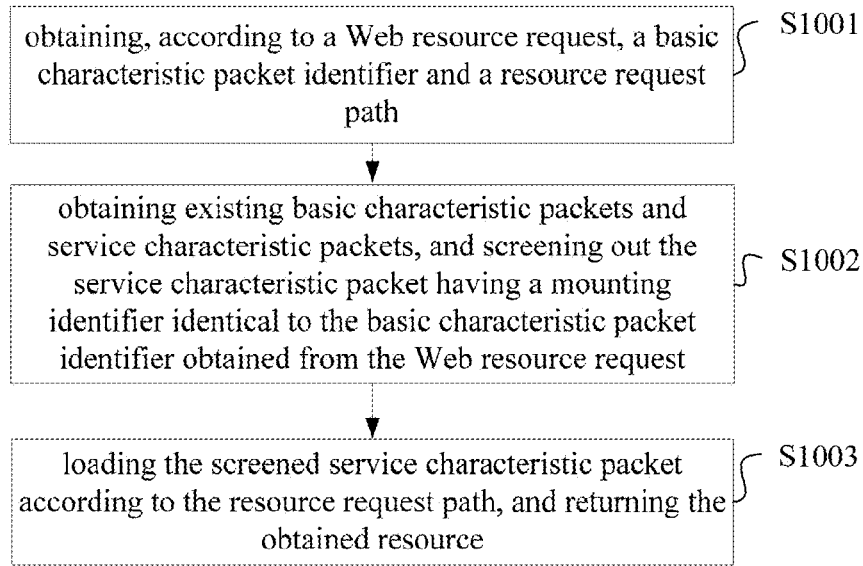 obtaining, according to a Web resource request, a basic
characteristic packet identifier and a resource request
path
S1001
obtaining existing basic characteristic packets and
service characteristic packets, and screening out the
service characteristic packet having a mounting
identifier identical to the basic characteristic packet
identifier obtained from the Web resource request
S1002
loading the screened service characteristic packet
according to the resource request path, and returning the
obtained resource
S1003